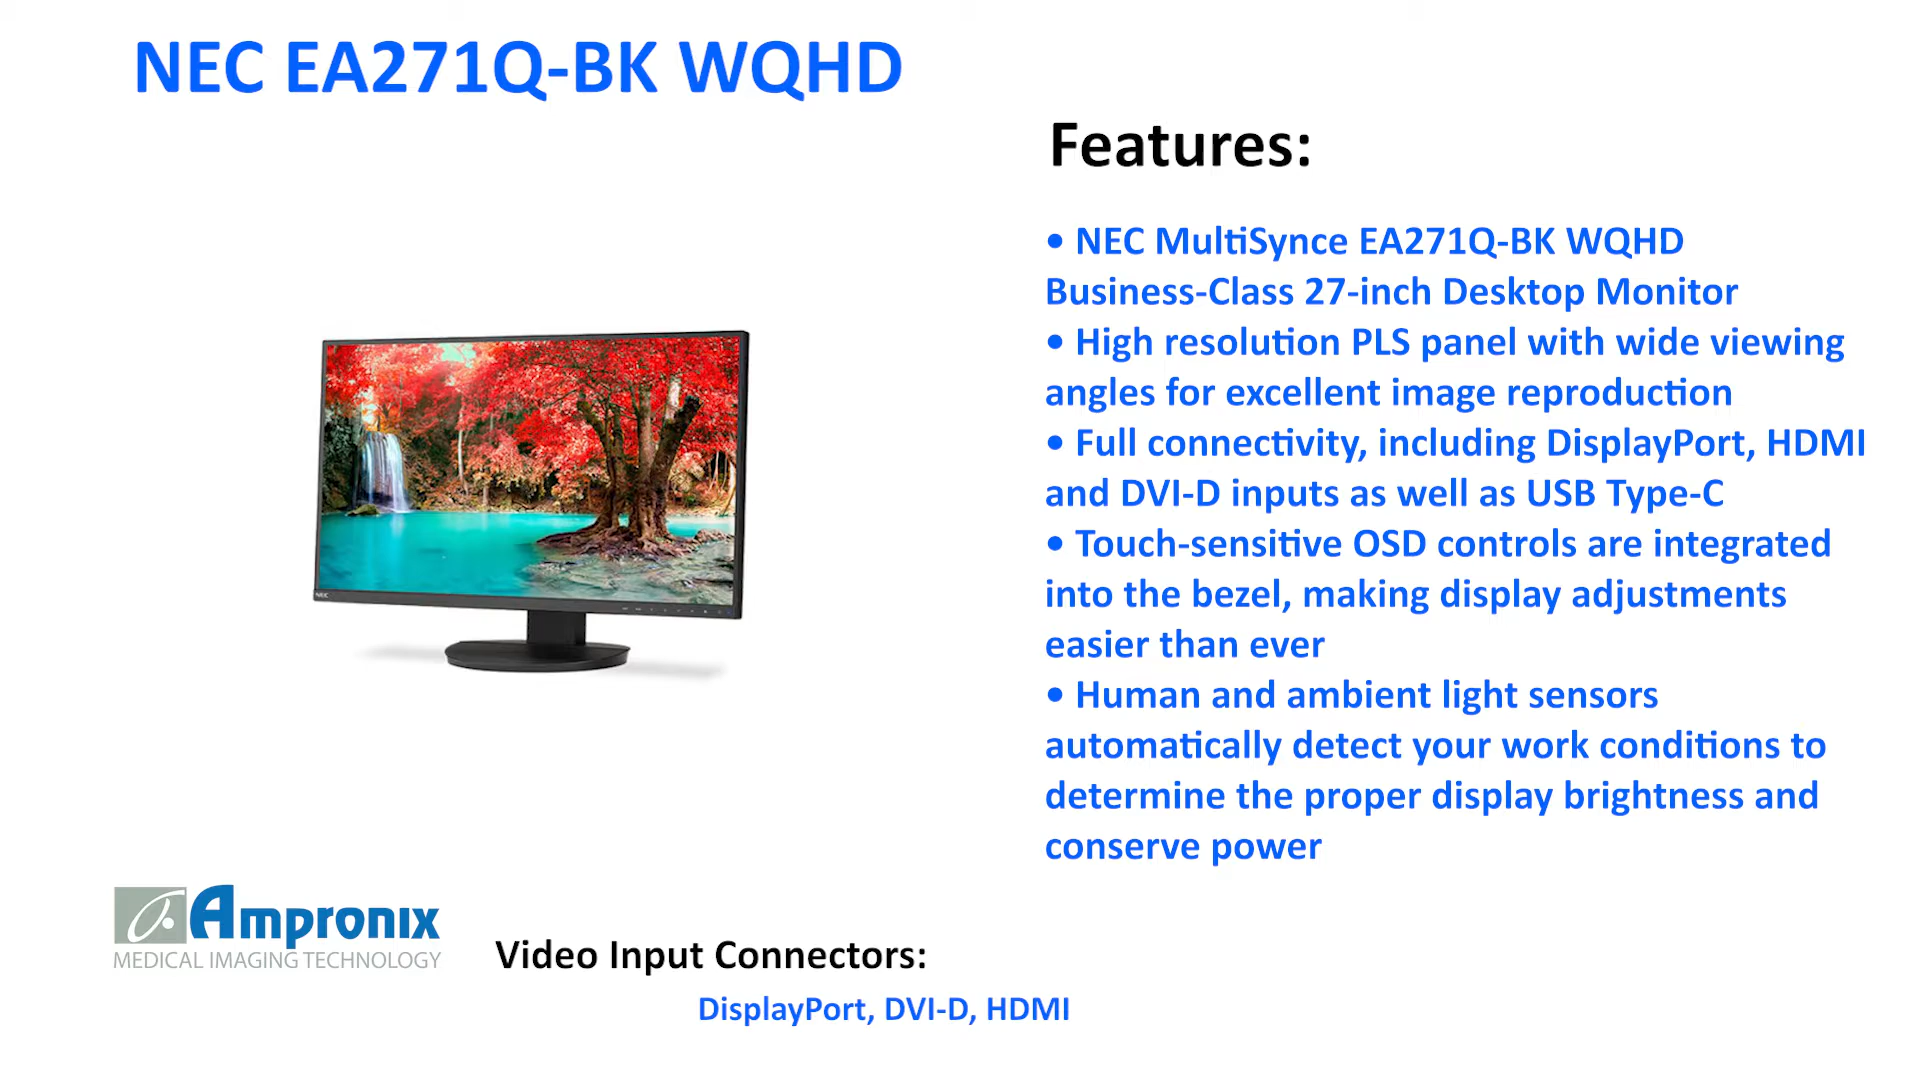 NEC EA271Q-BK WQHD
Features:
• NEC MultiSynce EA271Q-BK WQHD
Business-Class 27-inch Desktop Monitor
• High resolution PLS panel with wide viewing
angles for excellent image reproduction
• Full connectivity, including DisplayPort, HDMI
and DVI-D inputs as well as USB Type-C
• Touch-sensitive OSD controls are integrated
into the bezel, making display adjustments
easier than ever
• Human and ambient light sensors
automatically detect your work conditions to
determine the proper display brightness and
conserve power
NEC
Ampronix
MEDICAL IMAGING TECHNOLOGY
Video Input Connectors:
DisplayPort, DVI-D, HDMI